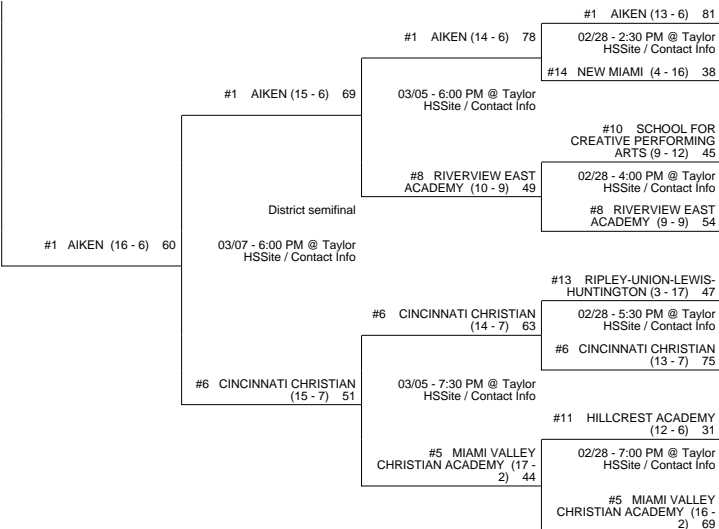 #1 AIKEN (13 - 6) 81
#1 AIKEN (14 - 6) 78
02/28 - 2:30 PM @ Taylor
HSSite / Contact Info
#14 NEW MIAMI (4 - 16) 38
#1 AIKEN (15 - 6) 69
03/05 - 6:00 PM @ Taylor
HSSite / Contact Info
#10 SCHOOL FOR
CREATIVE PERFORMING
ARTS (9 - 12) 45
#8 RIVERVIEW EAST
ACADEMY (10 - 9) 49
02/28 - 4:00 PM @ Taylor
HSSite / Contact Info
#8 RIVERVIEW EAST
ACADEMY (9 - 9) 54
District semifinal
#1 AIKEN (16 - 6) 60
03/07 - 6:00 PM @ Taylor
HSSite / Contact Info
#13 RIPLEY-UNION-LEWIS-
HUNTINGTON (3 - 17) 47
#6 CINCINNATI CHRISTIAN
(14 - 7) 63
02/28 - 5:30 PM @ Taylor
HSSite / Contact Info
#6 CINCINNATI CHRISTIAN
(13 - 7) 75
#6 CINCINNATI CHRISTIAN
(15 - 7) 51
03/05 - 7:30 PM @ Taylor
HSSite / Contact Info
#11 HILLCREST ACADEMY
(12 - 6) 31
#5 MIAMI VALLEY
CHRISTIAN ACADEMY (17 -
2) 44
02/28 - 7:00 PM @ Taylor
HSSite / Contact Info
#5 MIAMI VALLEY
CHRISTIAN ACADEMY (16 -
2) 69